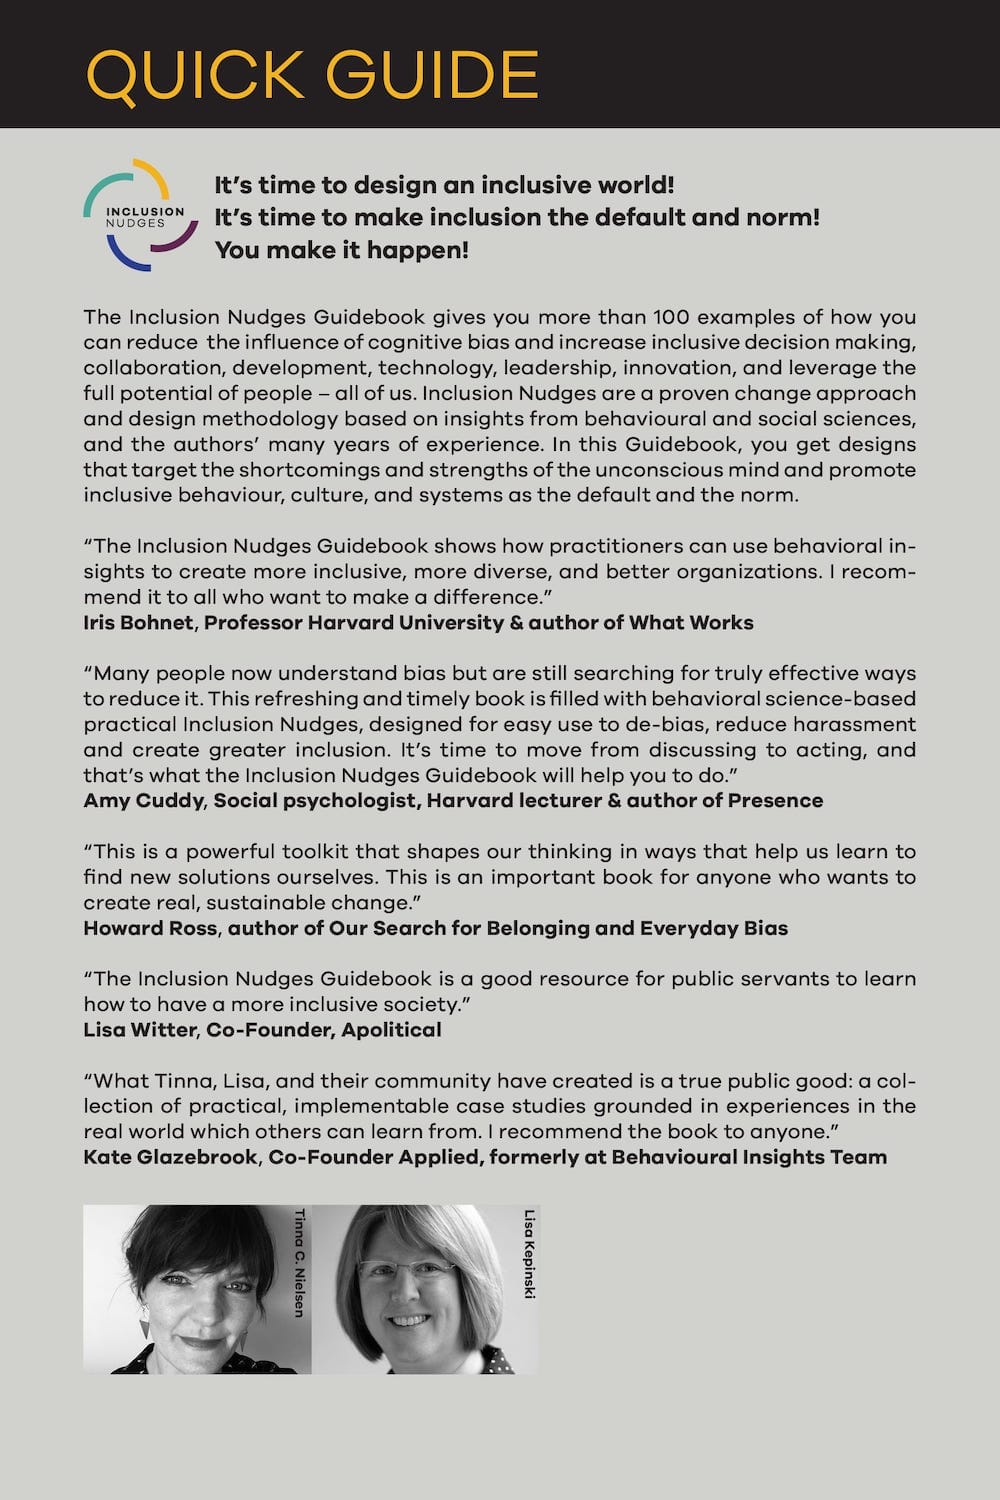 QUICK GUIDE
INCLUSION
NUDGES
It’s time to design an inclusive world!
It’s time to make inclusion the default and norm!
You make it happen!
The Inclusion Nudges Guidebook gives you more than 100 examples of how you
can reduce the influence of cognitive bias and increase inclusive decision making,
collaboration, development, technology, leadership, innovation, and leverage the
full potential of people – all of us. Inclusion Nudges are a proven change approach
and design methodology based on insights from behavioural and social sciences,
and the authors’ many years of experience. In this Guidebook, you get designs
that target the shortcomings and strengths of the unconscious mind and promote
inclusive behaviour, culture, and systems as the default and the norm.
“The Inclusion Nudges Guidebook shows how practitioners can use behavioral in-
sights to create more inclusive, more diverse, and better organizations. I recom-
mend it to all who want to make a difference.”
Iris Bohnet, Professor Harvard University & author of What Works
“Many people now understand bias but are still searching for truly effective ways
to reduce it. This refreshing and timely book is filled with behavioral science-based
practical Inclusion Nudges, designed for easy use to de-bias, reduce harassment
and create greater inclusion. It’s time to move from discussing to acting, and
that’s what the Inclusion Nudges Guidebook will help you to do.”
Amy Cuddy, Social psychologist, Harvard lecturer & author of Presence
“This is a powerful toolkit that shapes our thinking in ways that help us learn to
find new solutions ourselves. This is an important book for anyone who wants to
create real, sustainable change.”
Howard Ross, author of Our Search for Belonging and Everyday Bias
“The Inclusion Nudges Guidebook is a good resource for public servants to learn
how to have a more inclusive society.”
Lisa Witter, Co-Founder, Apolitical
“What Tinna, Lisa, and their community have created is a true public good: a col-
lection of practical, implementable case studies grounded in experiences in the
real world which others can learn from. I recommend the book to anyone.”
Kate Glazebrook, Co-Founder Applied, formerly at Behavioural Insights Team
Tinna C. Nielsen
Lisa Kepinski